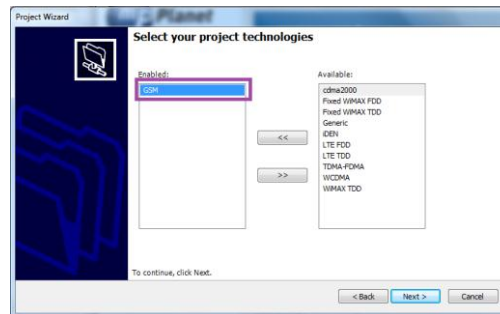 Project Wizard
Planet
Select your project technologies
Enabled:
GSM
Available:
cdma2000
Fixed WiMAX FDD
Fixed WiMAX TDD
Generic
iDEN
LTE FDD
LTE TDD
TDMA-FDMA
WCDMA
WiMAX TDD
<<
>>
To continue, click Next.
< Back
Next >
Cancel